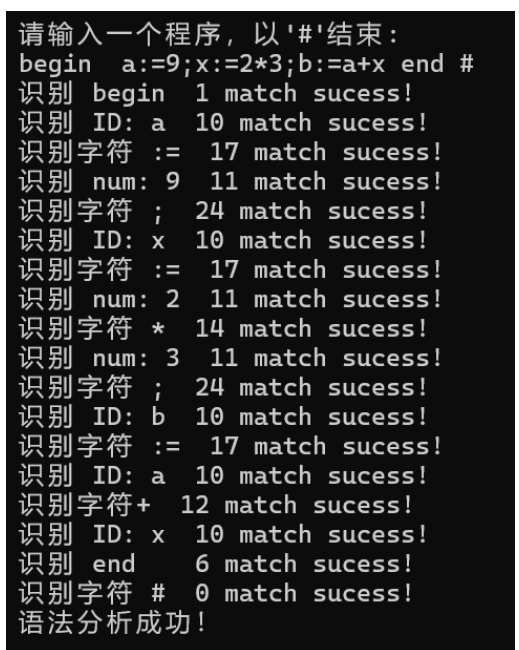 请输入一个程序，以'#'结束：
begin  a:=9;x:=2*3;b:=a+x end #
识别 begin  1 match sucess!
识别 ID: a  10 match sucess!
识别字符 :=  17 match sucess!
识别 num: 9  11 match sucess!
识别字符 ;  24 match sucess!
识别 ID: x  10 match sucess!
识别字符 :=  17 match sucess!
识别 num: 2  11 match sucess!
识别字符 *  14 match sucess!
识别 num: 3  11 match sucess!
识别字符 ;  24 match sucess!
识别 ID: b  10 match sucess!
识别字符 :=  17 match sucess!
识别 ID: a  10 match sucess!
识别字符+  12 match sucess!
识别 ID: x  10 match sucess!
识别 end    6 match sucess!
识别字符 #  0 match sucess!
语法分析成功！